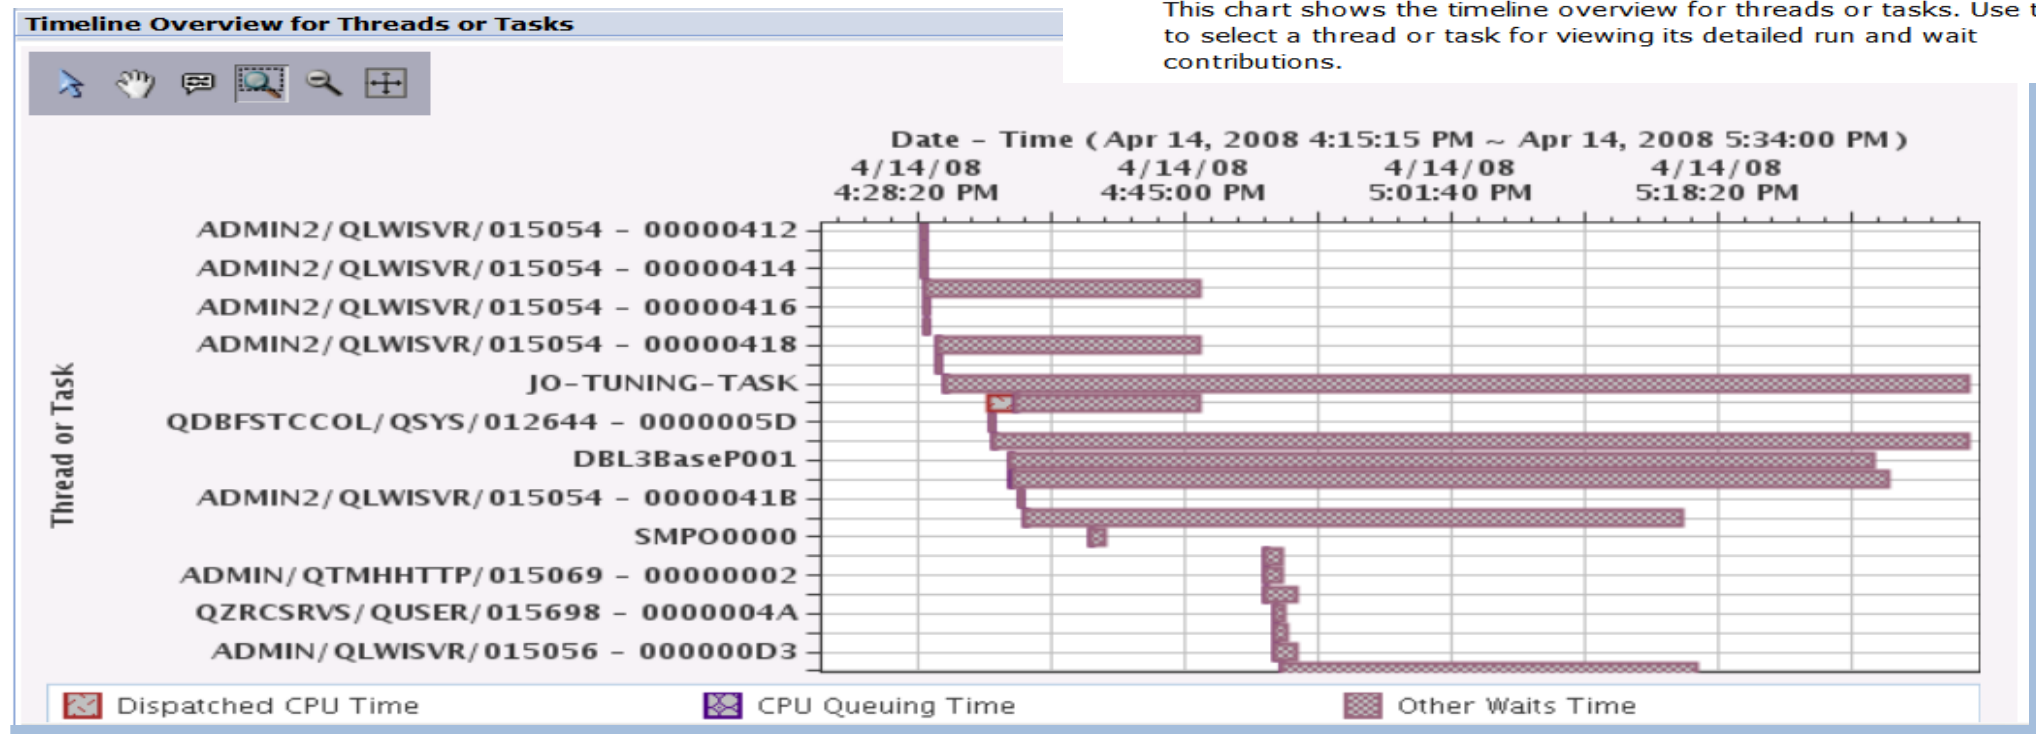 Timeline Overview for Threads or Tasks
This chart shows the timeline overview for threads or tasks. Use
to select a thread or task for viewing its detailed run and wait
contributions.
Date – Time ( Apr 14, 2008 4:15:15 PM ~ Apr 14, 2008 5:34:00 PM )
4/14/08 4/14/08 4/14/08 4/14/08
4:28:20 PM 4:45:00 PM 5:01:40 PM 5:18:20 PM
Thread or Task
ADMIN2/QLWISVR/015054 – 00000412
ADMIN2/QLWISVR/015054 – 00000414
ADMIN2/QLWISVR/015054 – 00000416
ADMIN2/QLWISVR/015054 – 00000418
JO-TUNING-TASK
QDBFSTCCOL/QSYS/012644 – 0000005D
DBL3BaseP001
ADMIN2/QLWISVR/015054 – 0000041B
SMPO0000
ADMIN/QTMHHTTP/015069 – 00000002
QZRCSRVS/QUSER/015698 – 0000004A
ADMIN/QLWISVR/015056 – 000000D3
Dispatched CPU Time
CPU Queuing Time
Other Waits Time